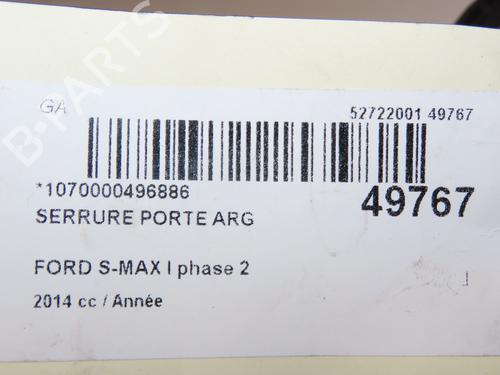 GA
52722001 49767
*1070000496886
49767
SERRURE PORTE ARG
FORD S-MAX I phase 2
2014 cc / Année
B-PARTS